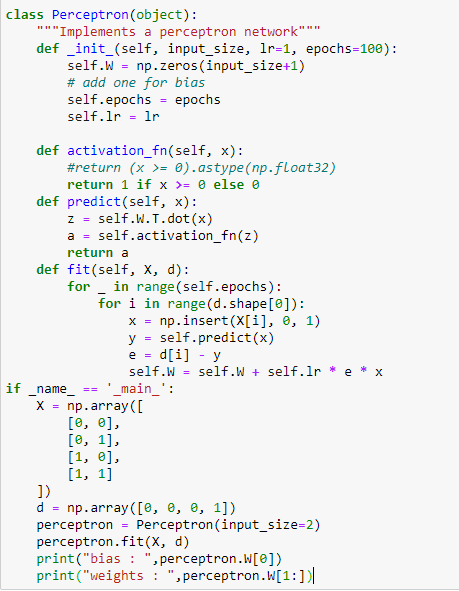 class Perceptron(object):
    """Implements a perceptron network"""
    def _init_(self, input_size, lr=1, epochs=100):
        self.W = np.zeros(input_size+1)
        # add one for bias
        self.epochs = epochs
        self.lr = lr

    def activation_fn(self, x):
        #return (x >= 0).astype(np.float32)
        return 1 if x >= 0 else 0
    def predict(self, x):
        z = self.W.T.dot(x)
        a = self.activation_fn(z)
        return a
    def fit(self, X, d):
        for _ in range(self.epochs):
            for i in range(d.shape[0]):
                x = np.insert(X[i], 0, 1)
                y = self.predict(x)
                e = d[i] - y
                self.W = self.W + self.lr * e * x
if _name_ == '_main_':
    X = np.array([
        [0, 0],
        [0, 1],
        [1, 0],
        [1, 1]
    ])
    d = np.array([0, 0, 0, 1])
    perceptron = Perceptron(input_size=2)
    perceptron.fit(X, d)
    print("bias : ",perceptron.W[0])
    print("weights : ",perceptron.W[1:])